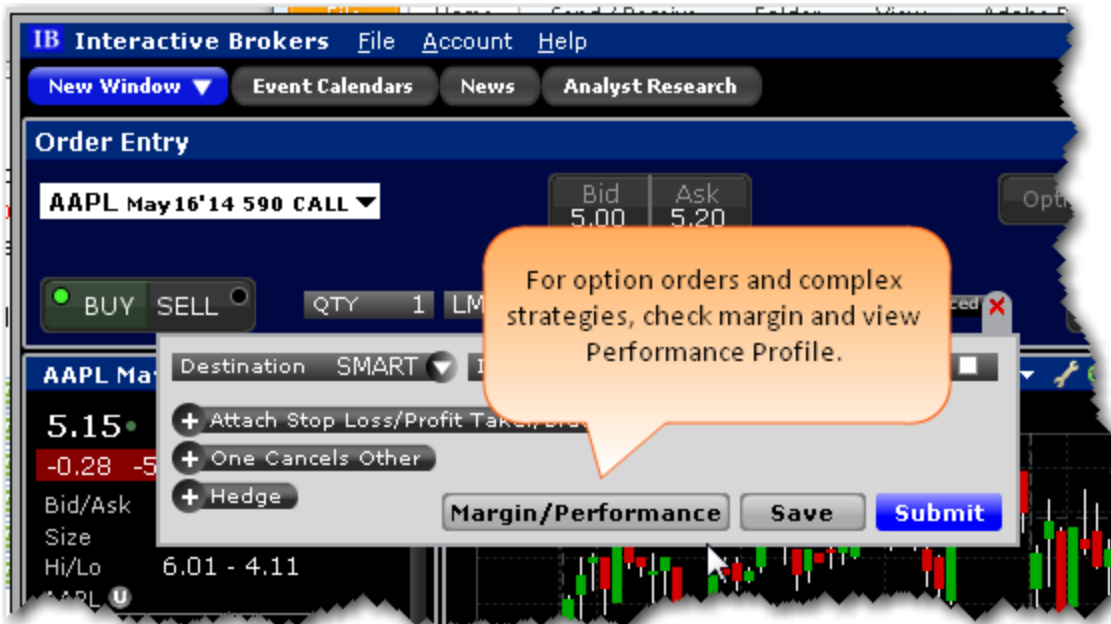 IB Interactive Brokers File Account Help
New Window Event Calendars News Analyst Research
Order Entry
AAPL May16'14 590 CALL
Bid Ask
5.00 5.20
For option orders and complex
strategies, check margin and view
Performance Profile.
BUY SELL QTY 1
Destination SMART
AAPL
5.15
Attach Stop Loss/Profit
-0.28
One Cancels Other
Hedge
Bid/Ask
Margin/Performance Save Submit
Size
Hi/Lo 6.01 - 4.11
AAPL U